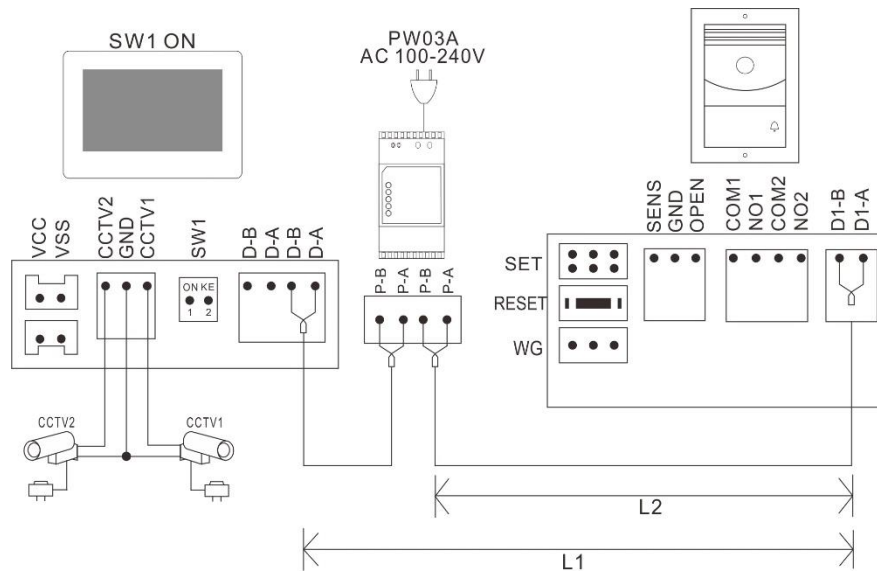 SW1 ON
PW03A
AC 100-240V
VCC
VSS
CCTV2
GND
CCTV1
SW1
D-B
D-A
D-B
D-A
ON KE
1 2
P-B
P-A
P-B
P-A
SENS
GND
OPEN
COM1
NO1
COM2
NO2
D1-B
D1-A
SET
RESET
WG
CCTV2
CCTV1
L2
L1